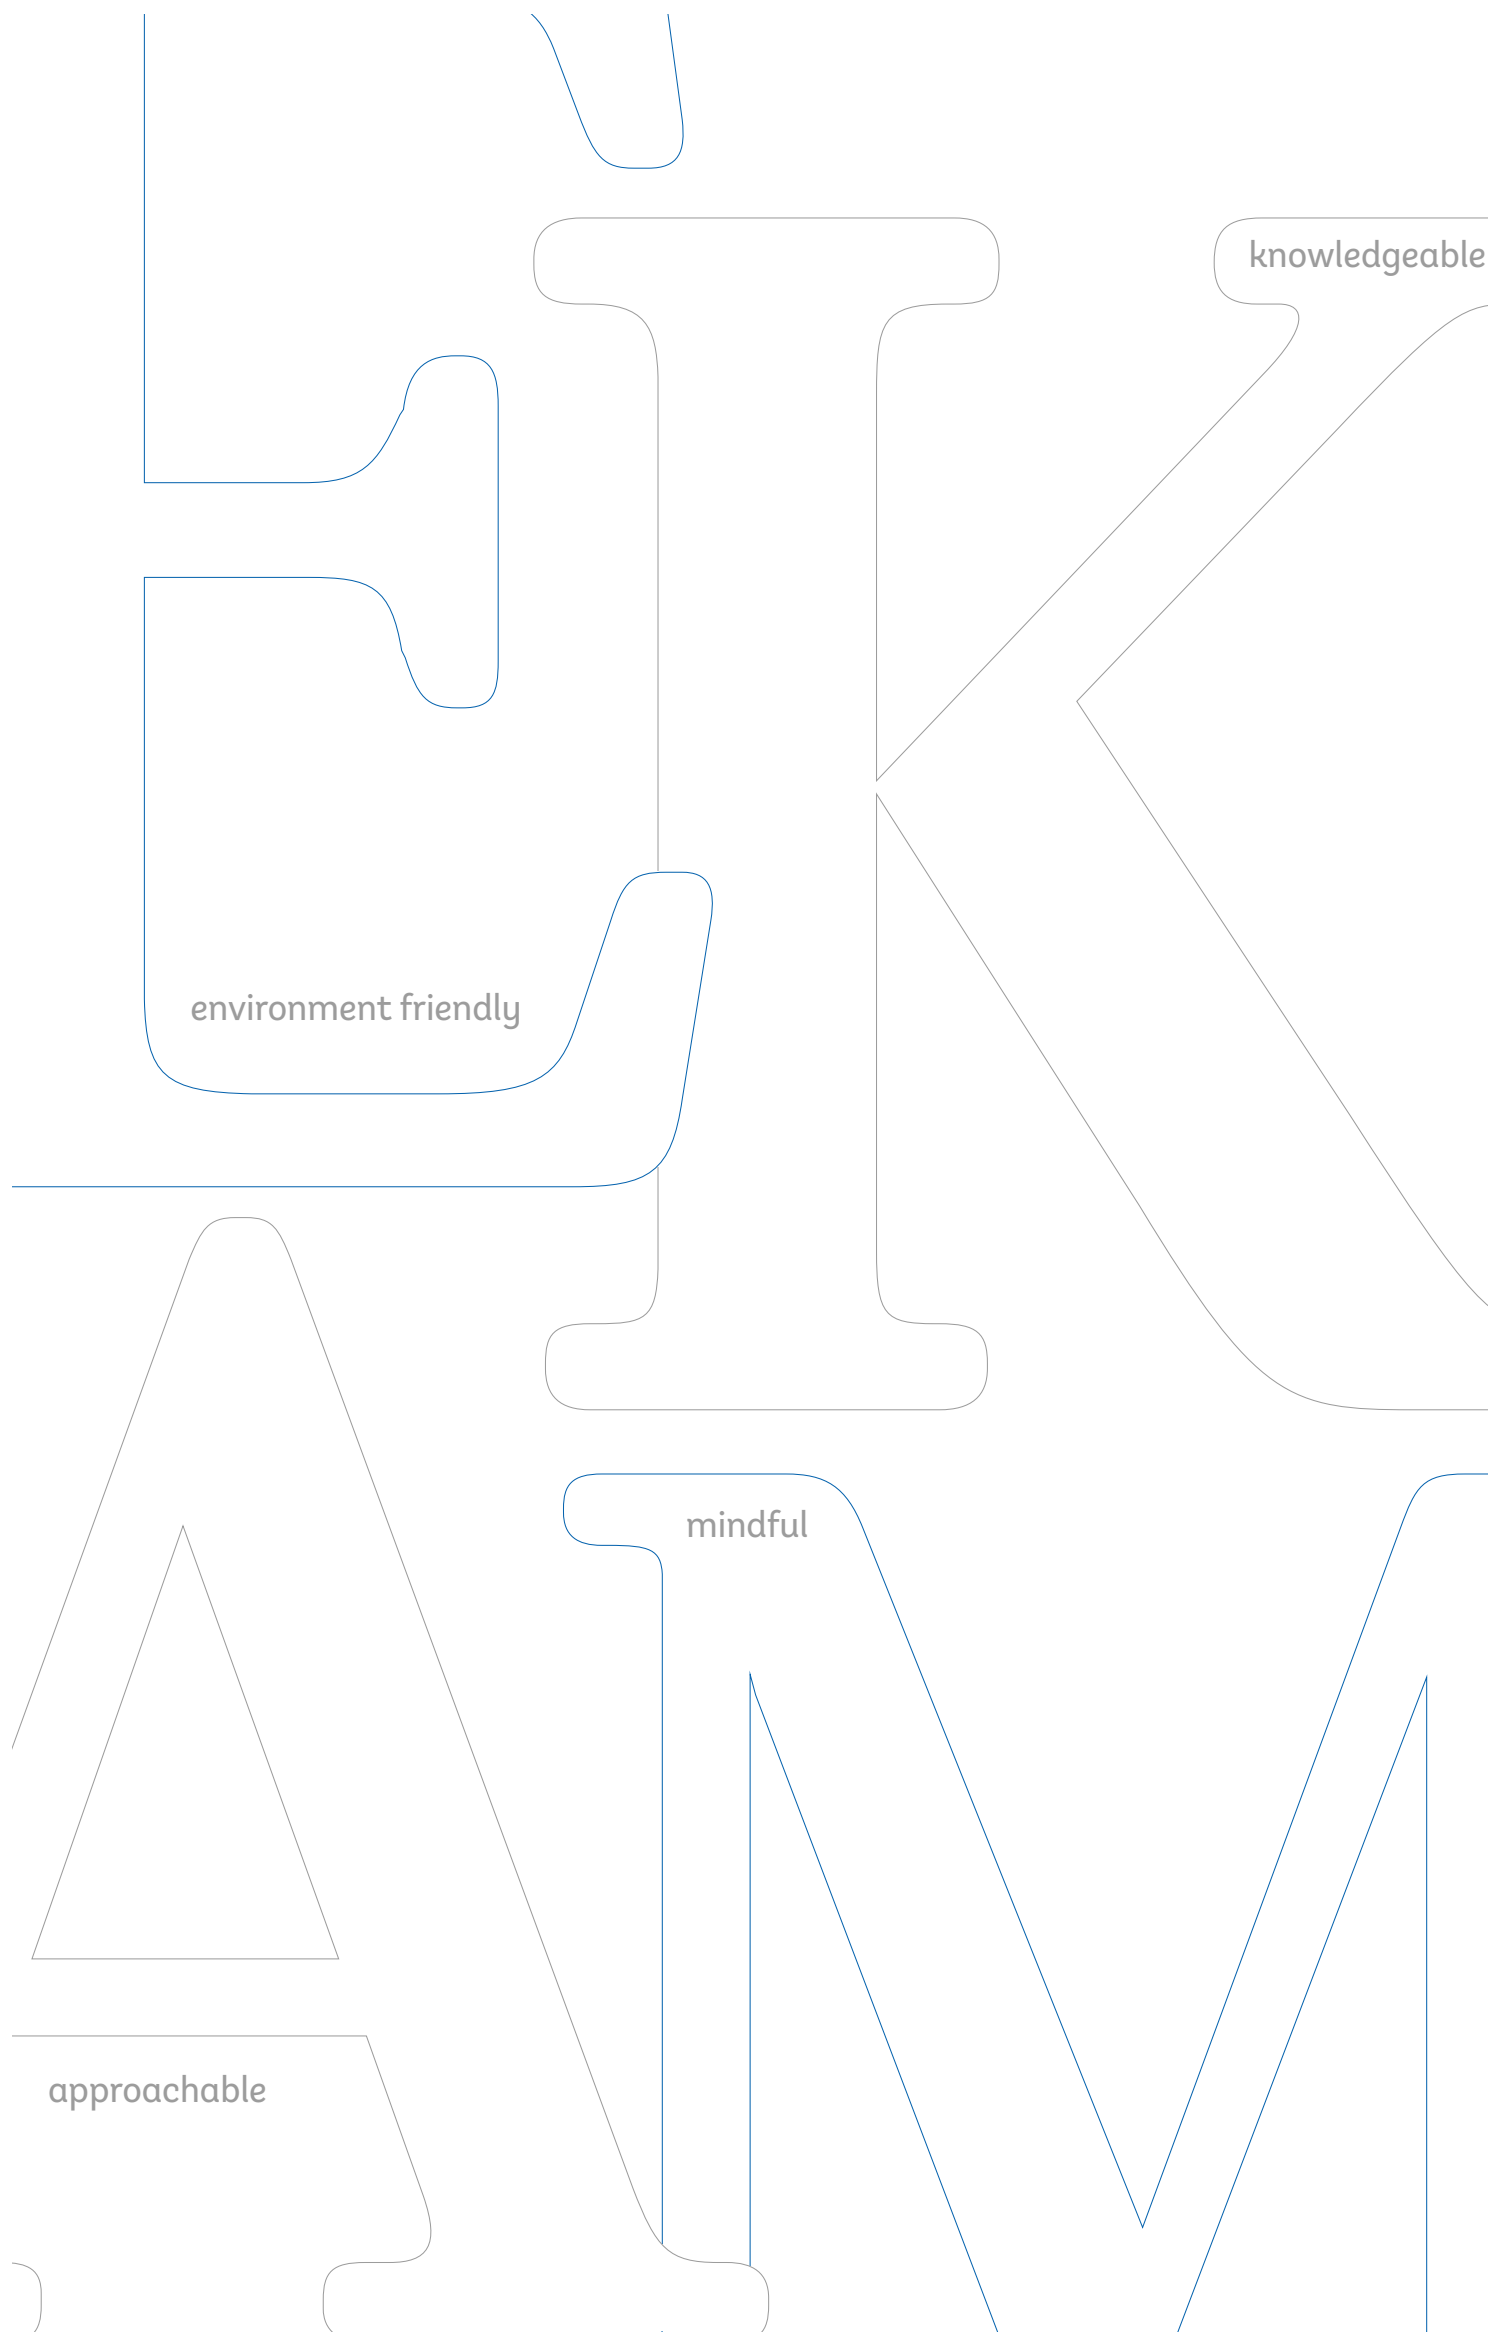 E
K
knowledgeable
environment friendly
A
M
mindful
approachable